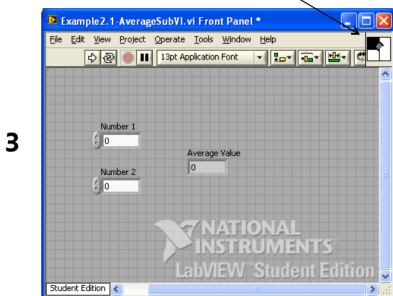 Example2.1-AverageSubVI.vi Front Panel *
File Edit View Project Operate Tools Window Help
13pt Application Font
3
Number 1
0
Average Value
0
Number 2
0
NATIONAL
INSTRUMENTS
LabVIEW™ Student Edition
Student Edition